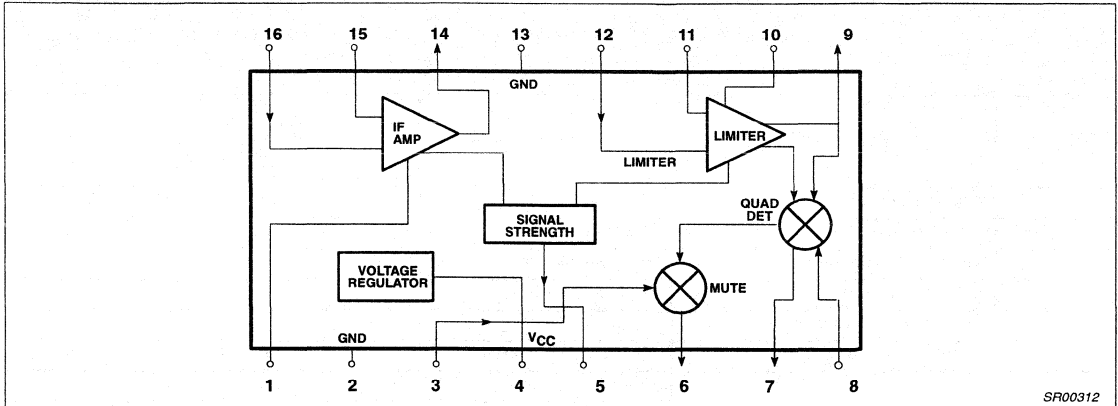 16 15 14 13 12 11 10 9
GND
IF
AMP
LIMITER
LIMITER
QUAD
DET
SIGNAL
STRENGTH
VOLTAGE
REGULATOR
MUTE
GND
VCC
1 2 3 4 5 6 7 8
SR00312